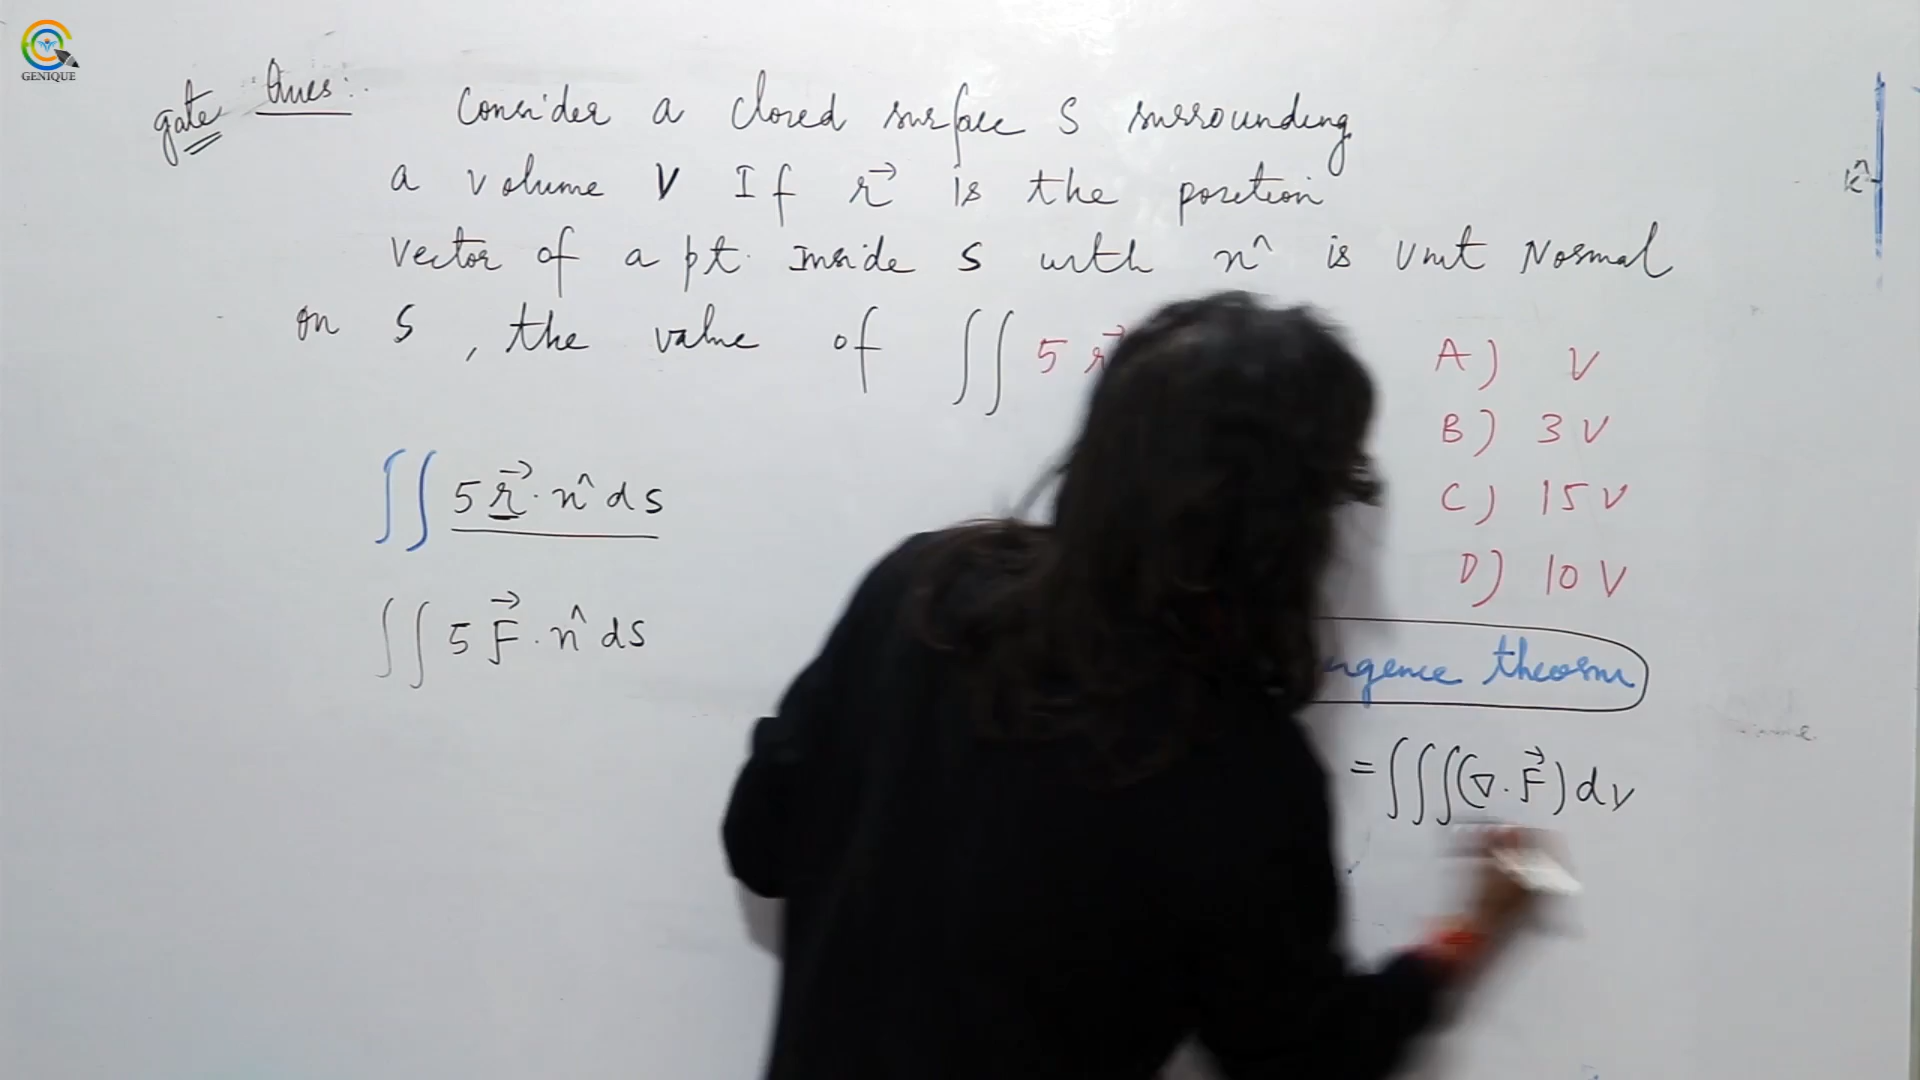 GENIQUE
gate Ques:
Consider a closed surface S surrounding
a volume V If r⃗ is the position
vector of a pt. Inside S with n^ is Unit Normal
on S, the value of ∬ 5 r⃗
A) V
B) 3V
C) 15V
D) 10V
∬ 5 r⃗ · n^ ds
∬ 5 F⃗ · n^ ds
theorm
= ∭(∇ · F⃗) dv
k^